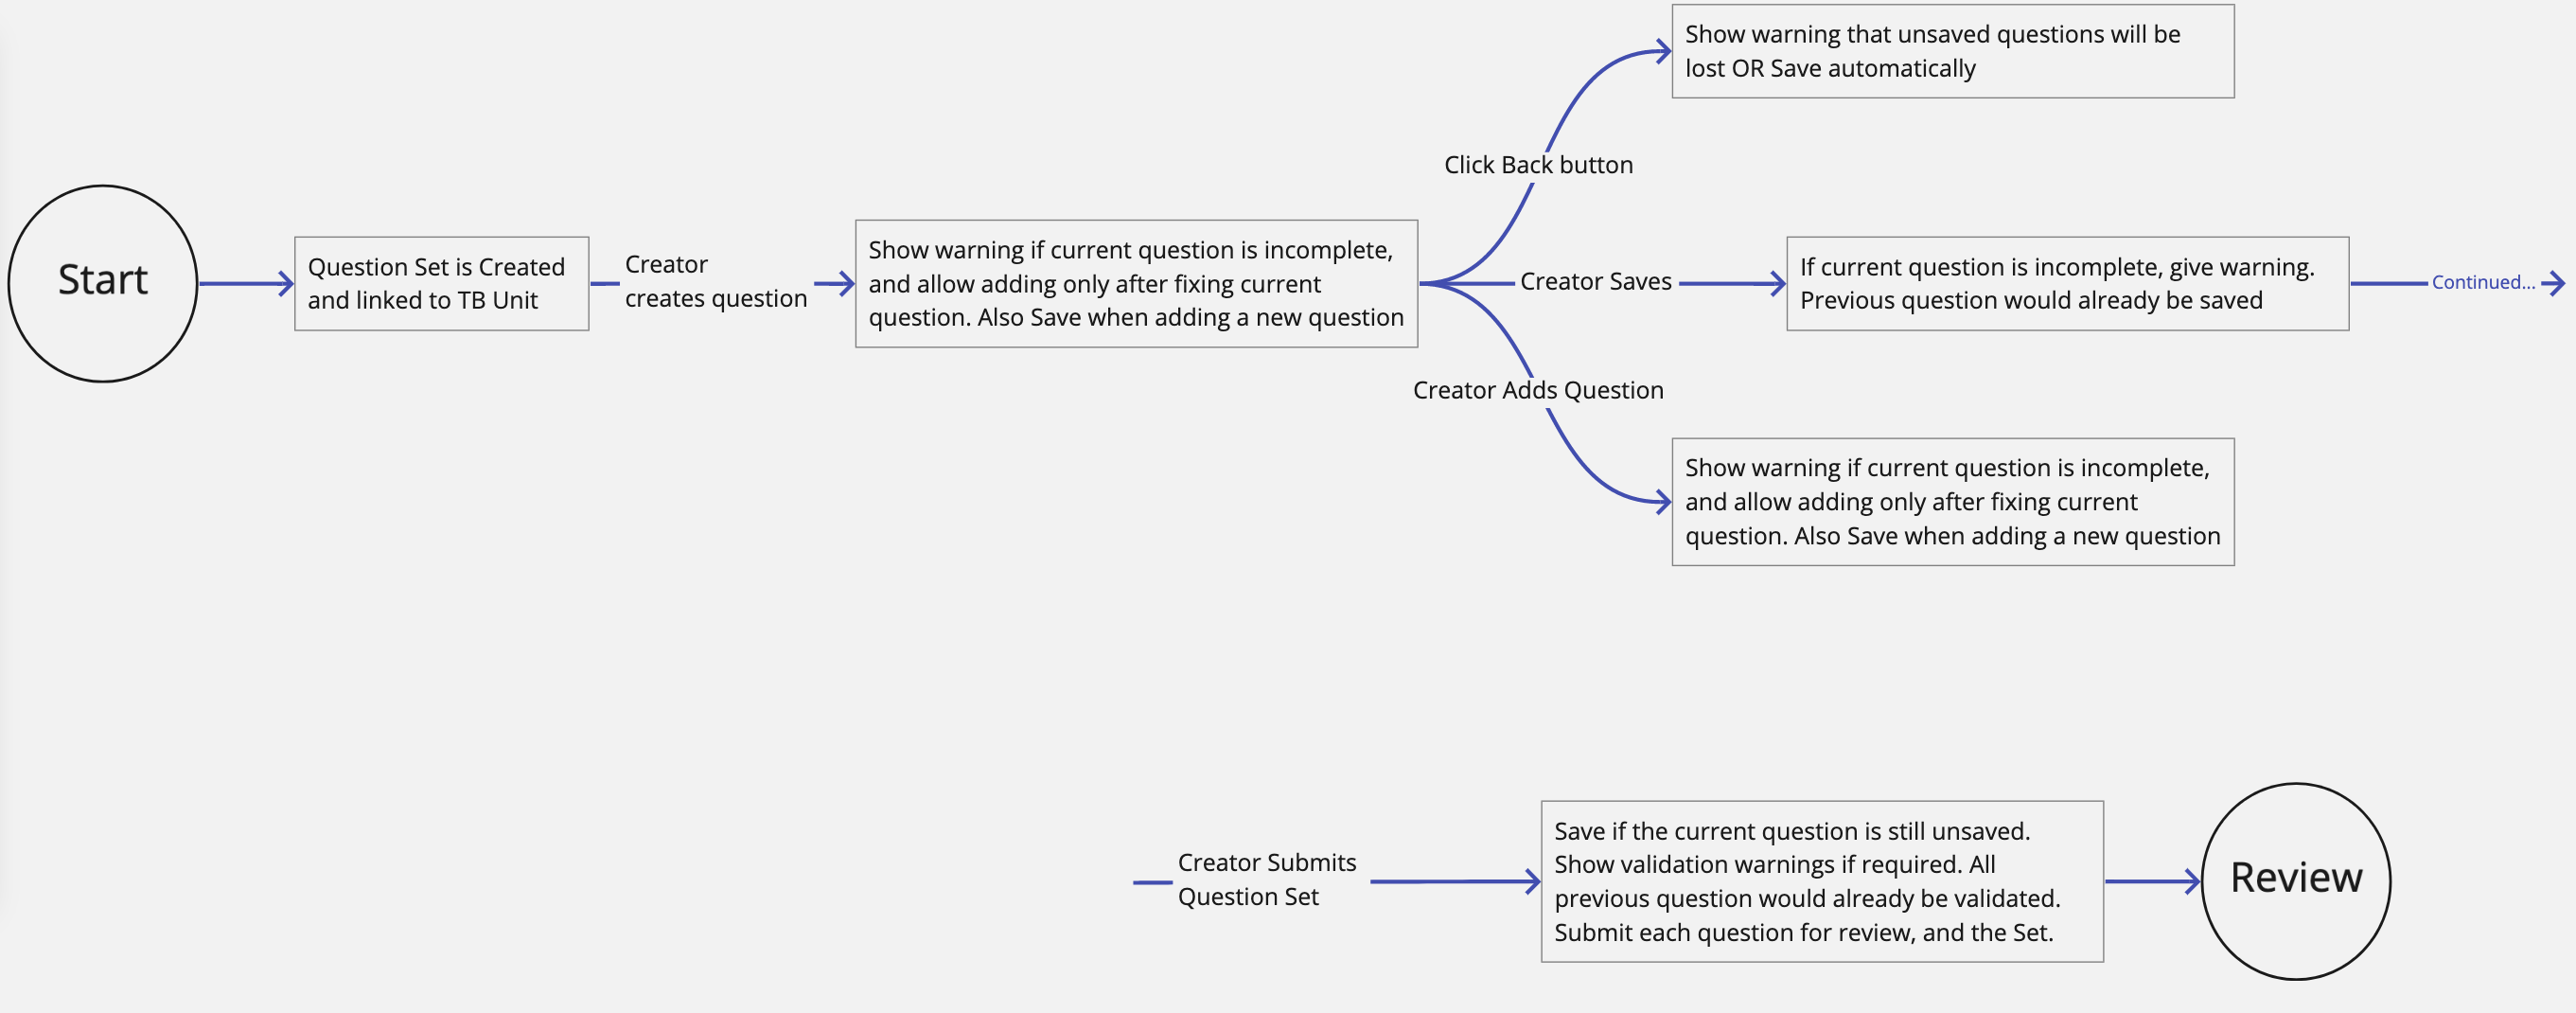 Start
Question Set is Created
and linked to TB Unit
Creator
creates question
Show warning if current question is incomplete,
and allow adding only after fixing current
question. Also Save when adding a new question
Click Back button
Show warning that unsaved questions will be
lost OR Save automatically
Creator Saves
If current question is incomplete, give warning.
Previous question would already be saved
Continued...
Creator Adds Question
Show warning if current question is incomplete,
and allow adding only after fixing current
question. Also Save when adding a new question
Creator Submits
Question Set
Save if the current question is still unsaved.
Show validation warnings if required. All
previous question would already be validated.
Submit each question for review, and the Set.
Review